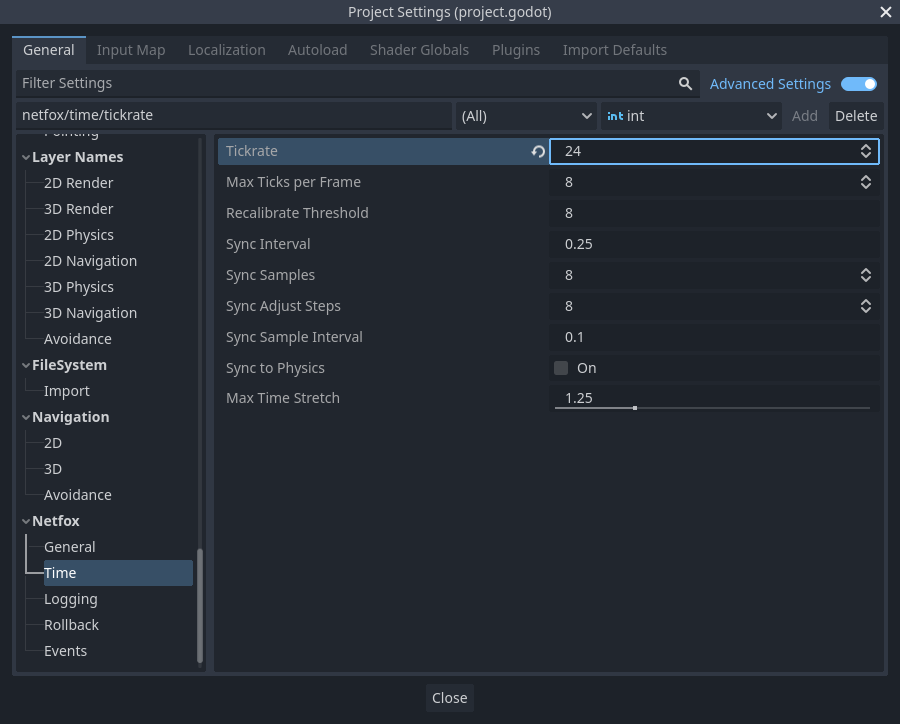 Project Settings (project.godot)
General Input Map Localization Autoload Shader Globals Plugins Import Defaults
Filter Settings Advanced Settings
netfox/time/tickrate (All) int int Add Delete
Pointing
Layer Names
2D Render
3D Render
2D Physics
2D Navigation
3D Physics
3D Navigation
Avoidance
FileSystem
Import
Navigation
2D
3D
Avoidance
Netfox
General
Time
Logging
Rollback
Events
Tickrate 24
Max Ticks per Frame 8
Recalibrate Threshold 8
Sync Interval 0.25
Sync Samples 8
Sync Adjust Steps 8
Sync Sample Interval 0.1
Sync to Physics On
Max Time Stretch 1.25
Close